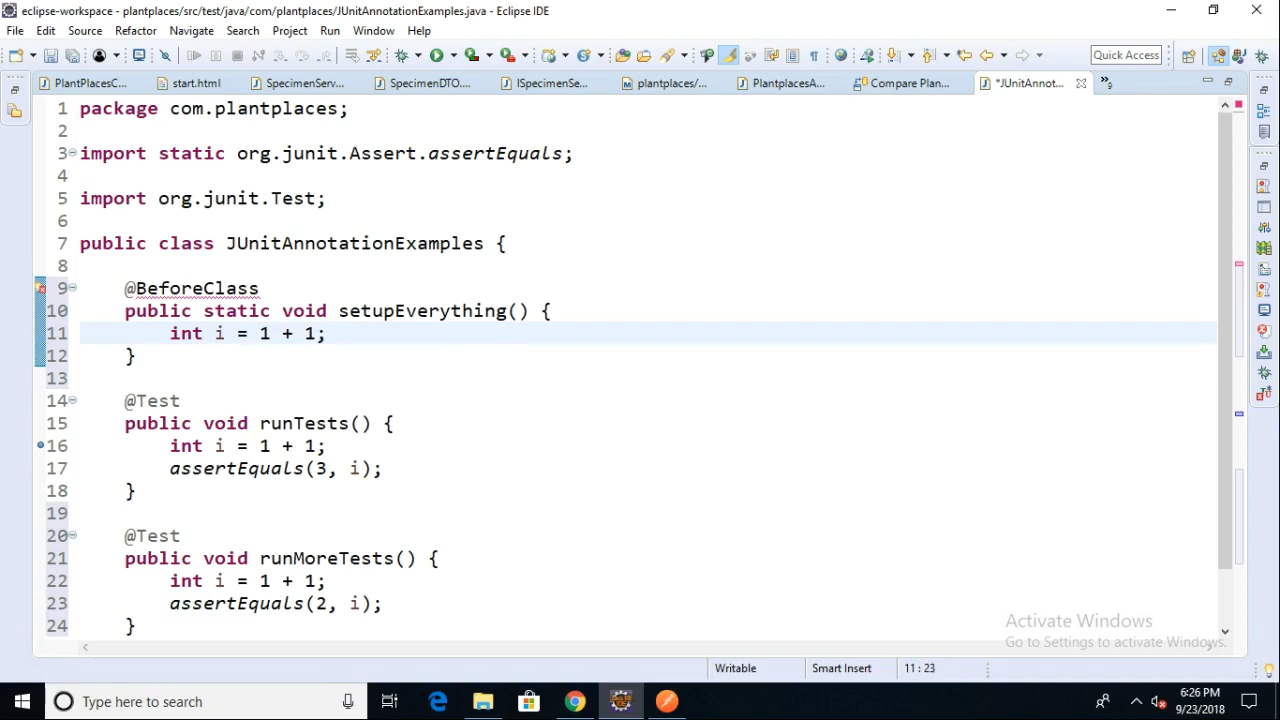 eclipse-workspace - plantplaces/src/test/java/com/plantplaces/JUnitAnnotationExamples.java - Eclipse IDE
File Edit Source Refactor Navigate Search Project Run Window Help
Quick Access
PlantPlacesC... start.html SpecimenServ... SpecimenDTO.... ISpecimenSe... plantplaces/... PlantplacesA... Compare Plan... *JUnitAnnot... »9
1 package com.plantplaces;
2
3 import static org.junit.Assert.assertEquals;
4
5 import org.junit.Test;
6
7 public class JUnitAnnotationExamples {
8
9 @BeforeClass
10 public static void setupEverything() {
11 int i = 1 + 1;
12 }
13
14 @Test
15 public void runTests() {
16 int i = 1 + 1;
17 assertEquals(3, i);
18 }
19
20 @Test
21 public void runMoreTests() {
22 int i = 1 + 1;
23 assertEquals(2, i);
24 }
Activate Windows
Go to Settings to activate Windows.
Writable Smart Insert 11 : 23
Type here to search
6:26 PM
9/23/2018